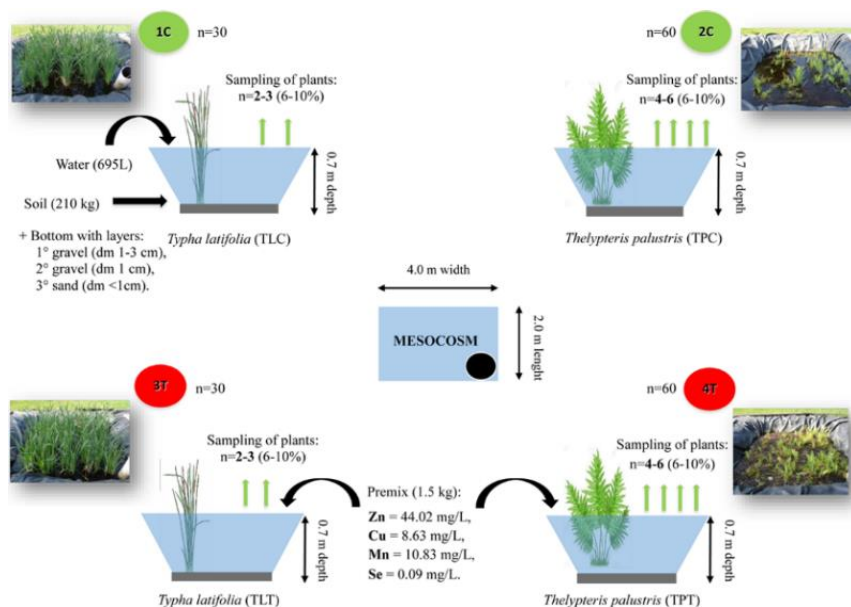 1C
n=30
Sampling of plants:
n=2-3 (6-10%)
Water (695L)
Soil (210 kg)
+ Bottom with layers:
1° gravel (dm 1-3 cm),
2° gravel (dm 1 cm),
3° sand (dm <1cm).
0.7 m depth
Typha latifolia (TLC)
n=60
2C
Sampling of plants:
n=4-6 (6-10%)
0.7 m depth
Thelypteris palustris (TPC)
4.0 m width
MESOCOSM
2.0 m lenght
3T
n=30
Sampling of plants:
n=2-3 (6-10%)
0.7 m depth
Typha latifolia (TLT)
Premix (1.5 kg):
Zn = 44.02 mg/L,
Cu = 8.63 mg/L,
Mn = 10.83 mg/L,
Se = 0.09 mg/L.
n=60
4T
Sampling of plants:
n=4-6 (6-10%)
0.7 m depth
Thelypteris palustris (TPT)